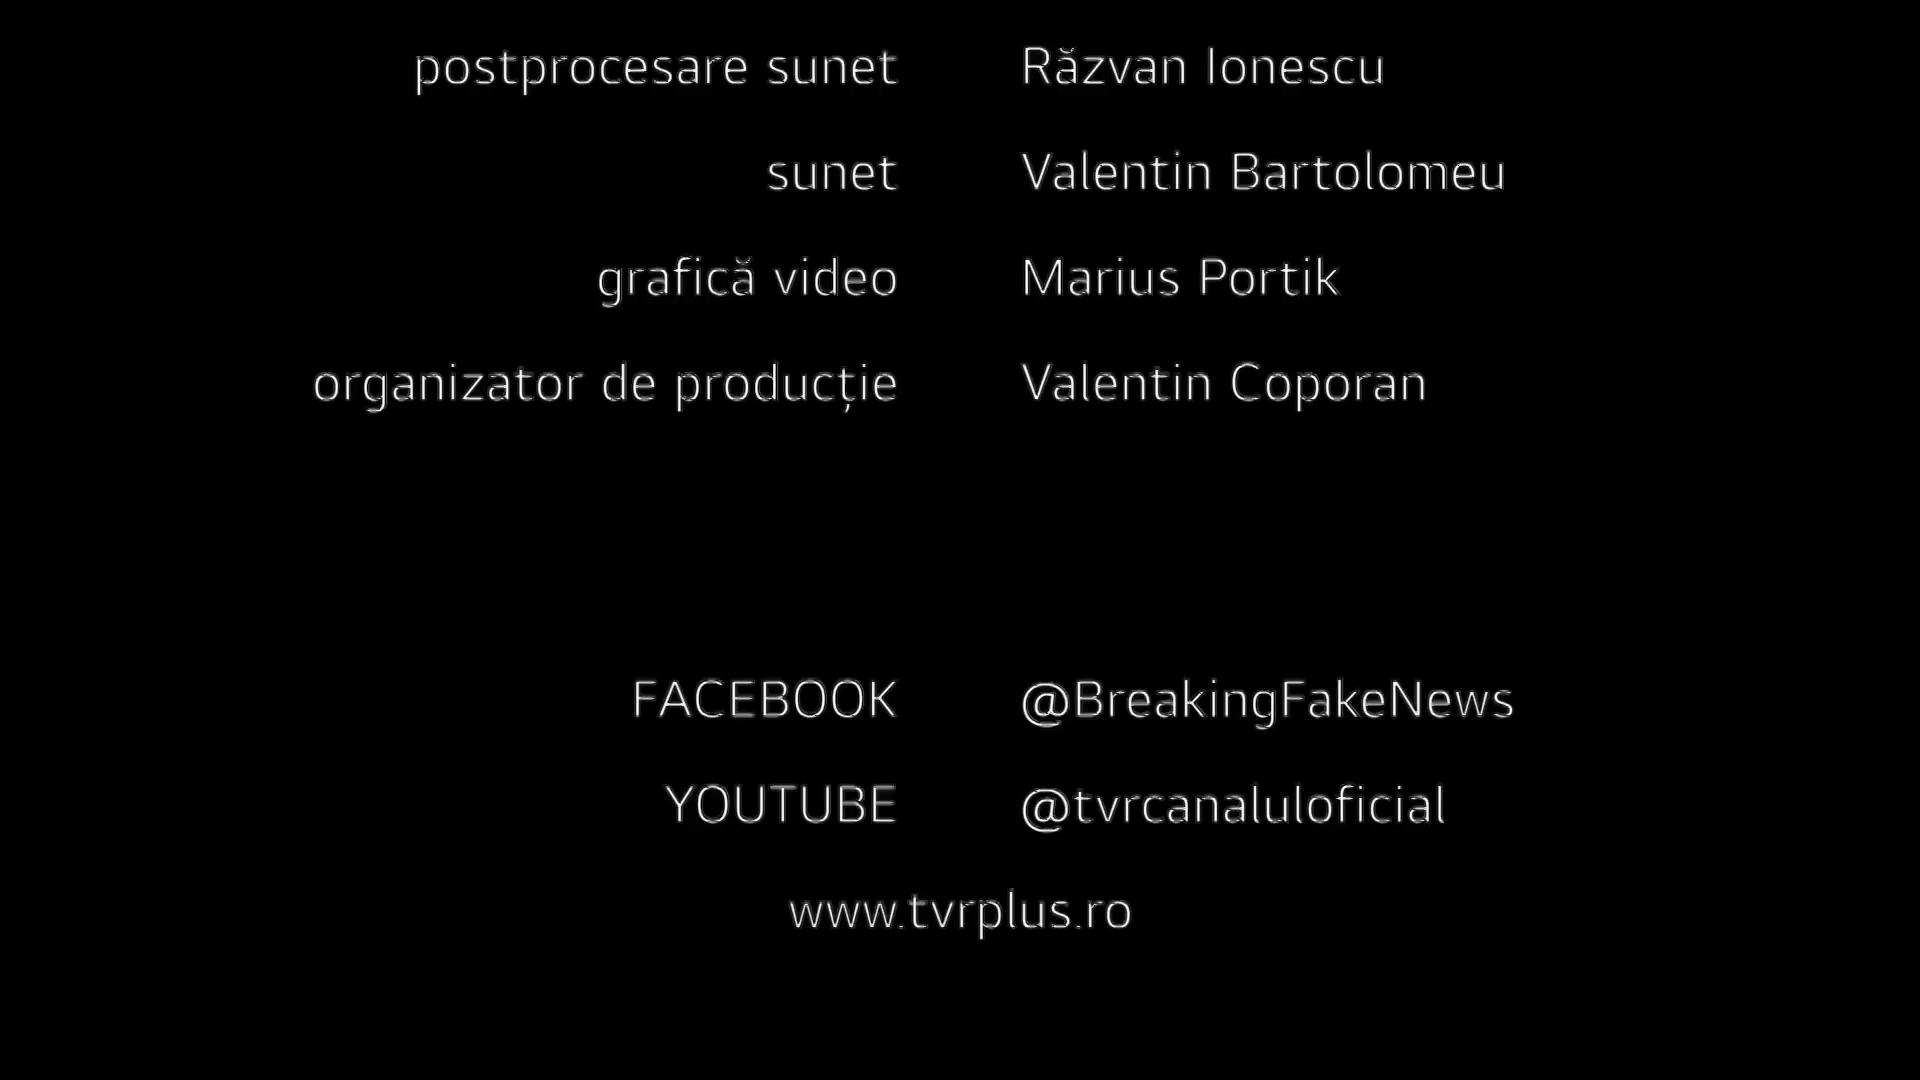 postprocesare sunet Răzvan Ionescu
sunet Valentin Bartolomeu
grafică video Marius Portik
organizator de producție Valentin Coporan
FACEBOOK @BreakingFakeNews
YOUTUBE @tvrcanaluloficial
www.tvrplus.ro